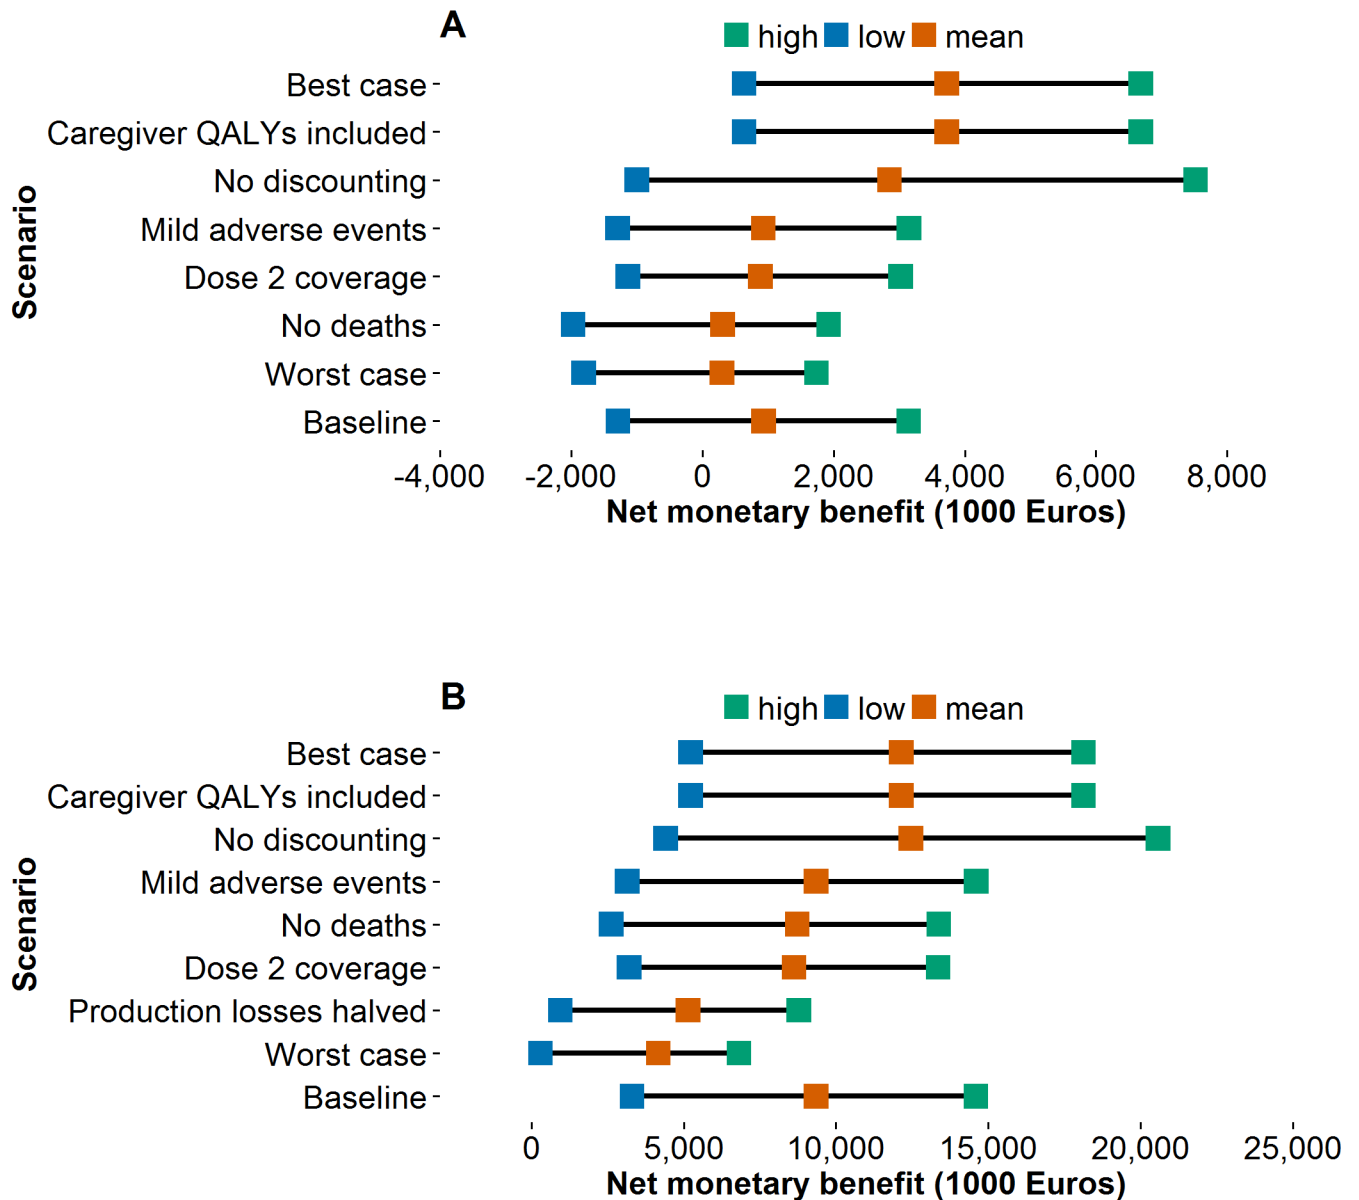 A
high low mean
Best case
Caregiver QALYs included
No discounting
Mild adverse events
Dose 2 coverage
No deaths
Worst case
Baseline
Scenario
-4,000 -2,000 0 2,000 4,000 6,000 8,000
Net monetary benefit (1000 Euros)
B
high low mean
Best case
Caregiver QALYs included
No discounting
Mild adverse events
No deaths
Dose 2 coverage
Production losses halved
Worst case
Baseline
Scenario
0 5,000 10,000 15,000 20,000 25,000
Net monetary benefit (1000 Euros)